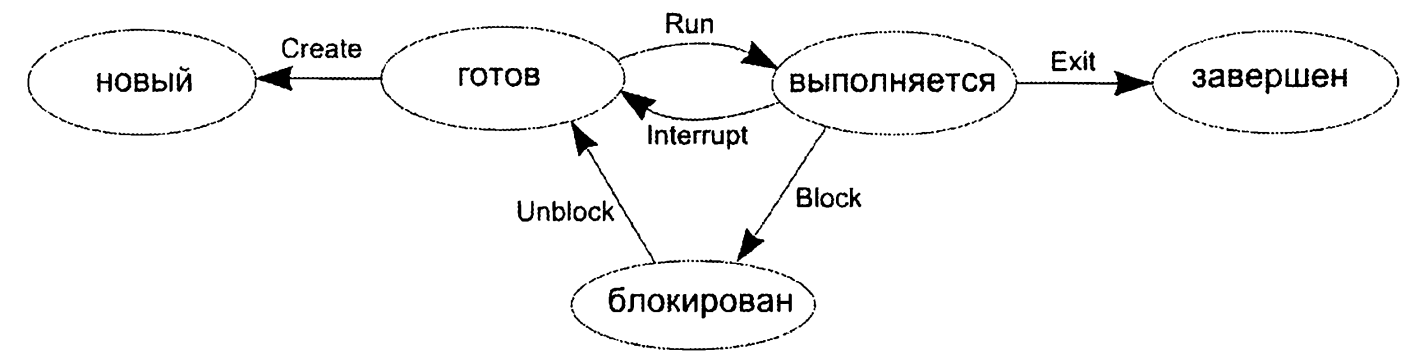 Run
Create
Exit
новый
готов
выполняется
завершен
Interrupt
Unblock
Block
блокирован